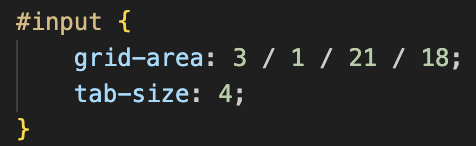 #input {
    grid-area: 3 / 1 / 21 / 18;
    tab-size: 4;
}